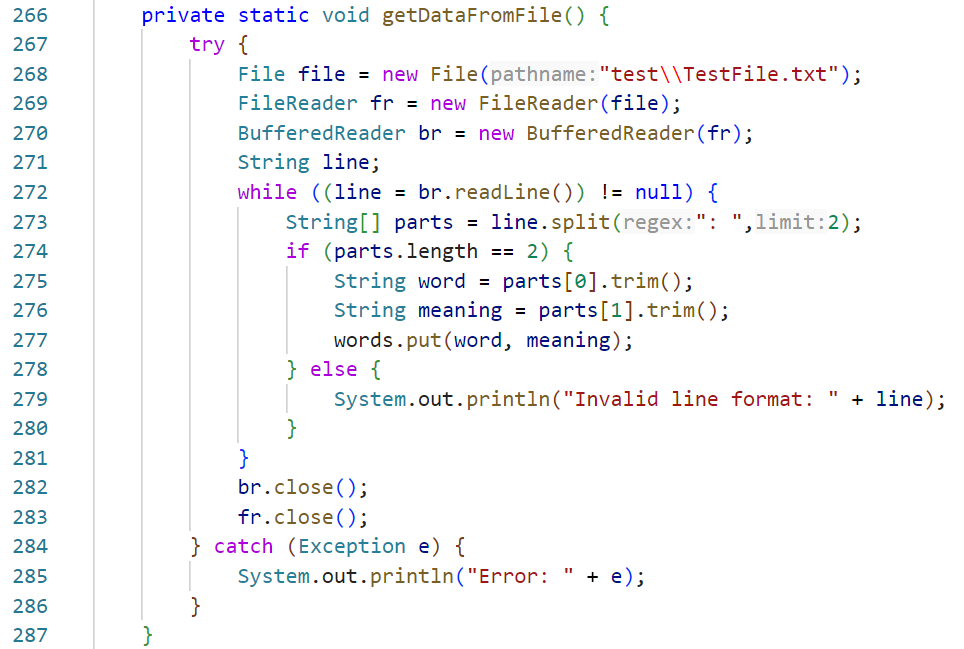 266 private static void getDataFromFile() {
267 try {
268 File file = new File(pathname:"test\\TestFile.txt");
269 FileReader fr = new FileReader(file);
270 BufferedReader br = new BufferedReader(fr);
271 String line;
272 while ((line = br.readLine()) != null) {
273 String[] parts = line.split(regex:": ",limit:2);
274 if (parts.length == 2) {
275 String word = parts[0].trim();
276 String meaning = parts[1].trim();
277 words.put(word, meaning);
278 } else {
279 System.out.println("Invalid line format: " + line);
280 }
281 }
282 br.close();
283 fr.close();
284 } catch (Exception e) {
285 System.out.println("Error: " + e);
286 }
287 }